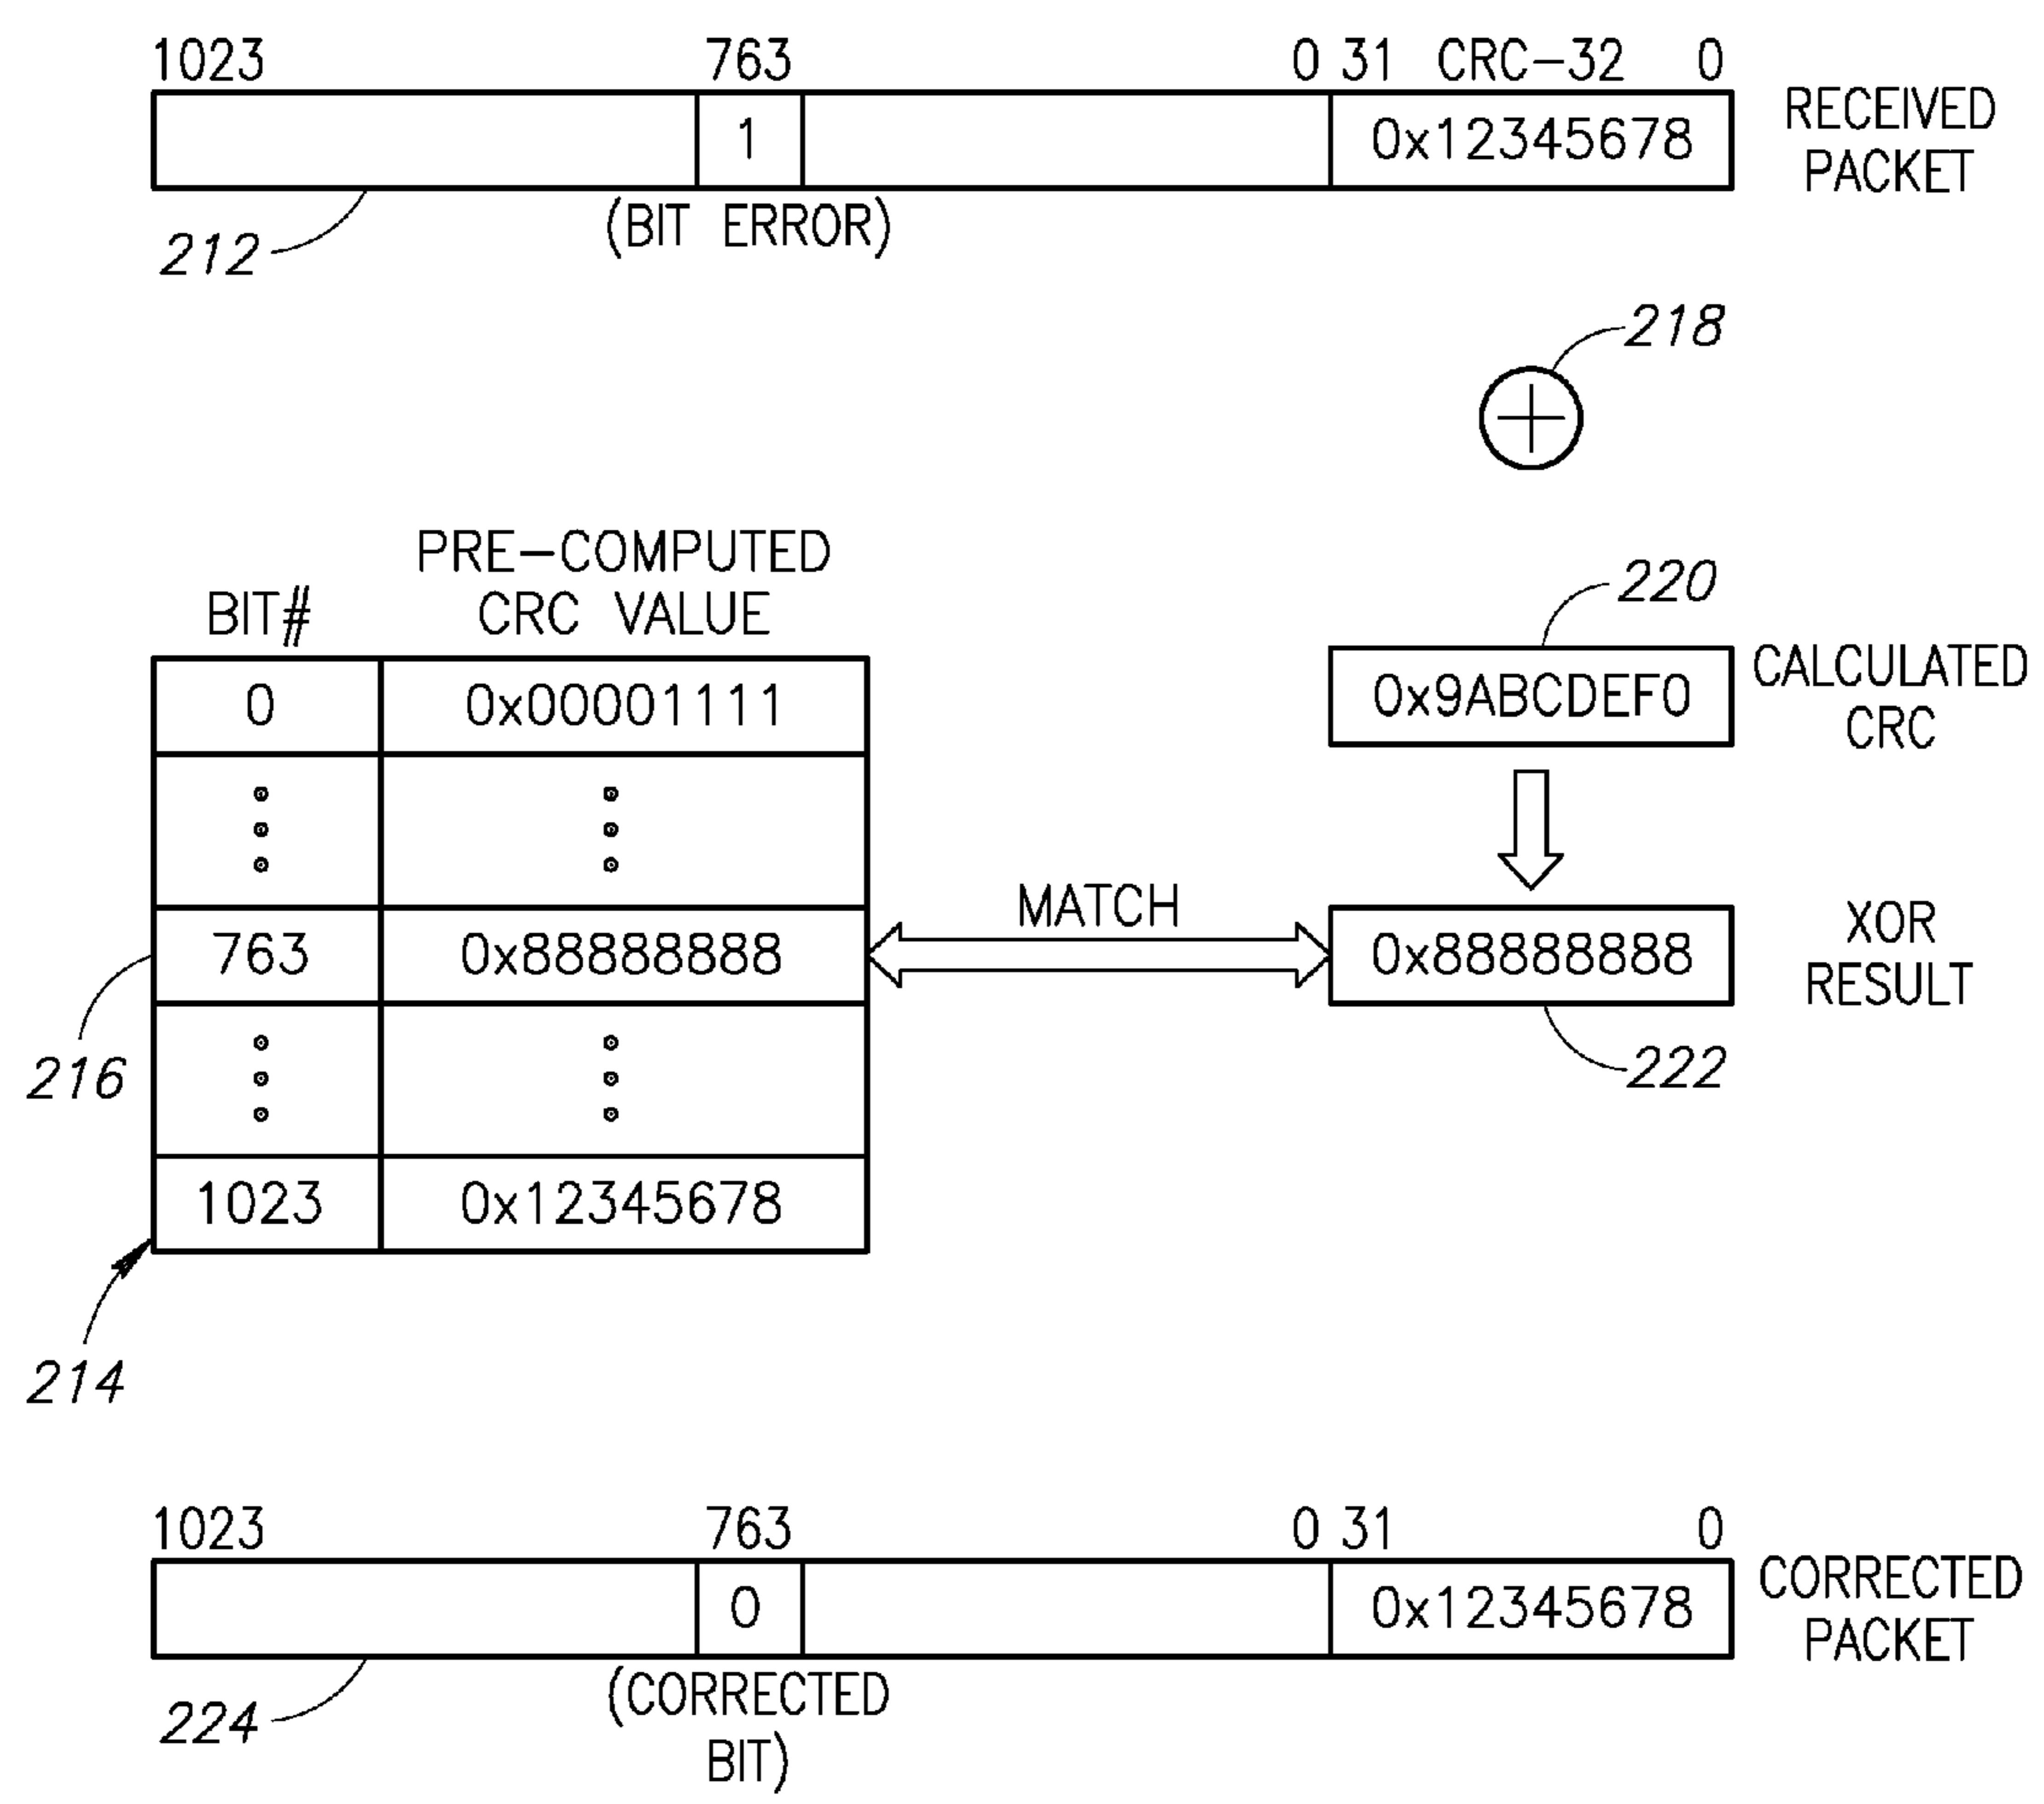 1023 763 0 31 CRC-32 0
1 0x12345678
RECEIVED
PACKET
(BIT ERROR)
212
218
PRE-COMPUTED
BIT# CRC VALUE
220
0 0x00001111
0x9ABCDEF0
CALCULATED
CRC
MATCH
763 0x88888888
0x88888888
XOR
RESULT
216
222
1023 0x12345678
214
1023 763 0 31 0
0 0x12345678
CORRECTED
PACKET
(CORRECTED
BIT)
224